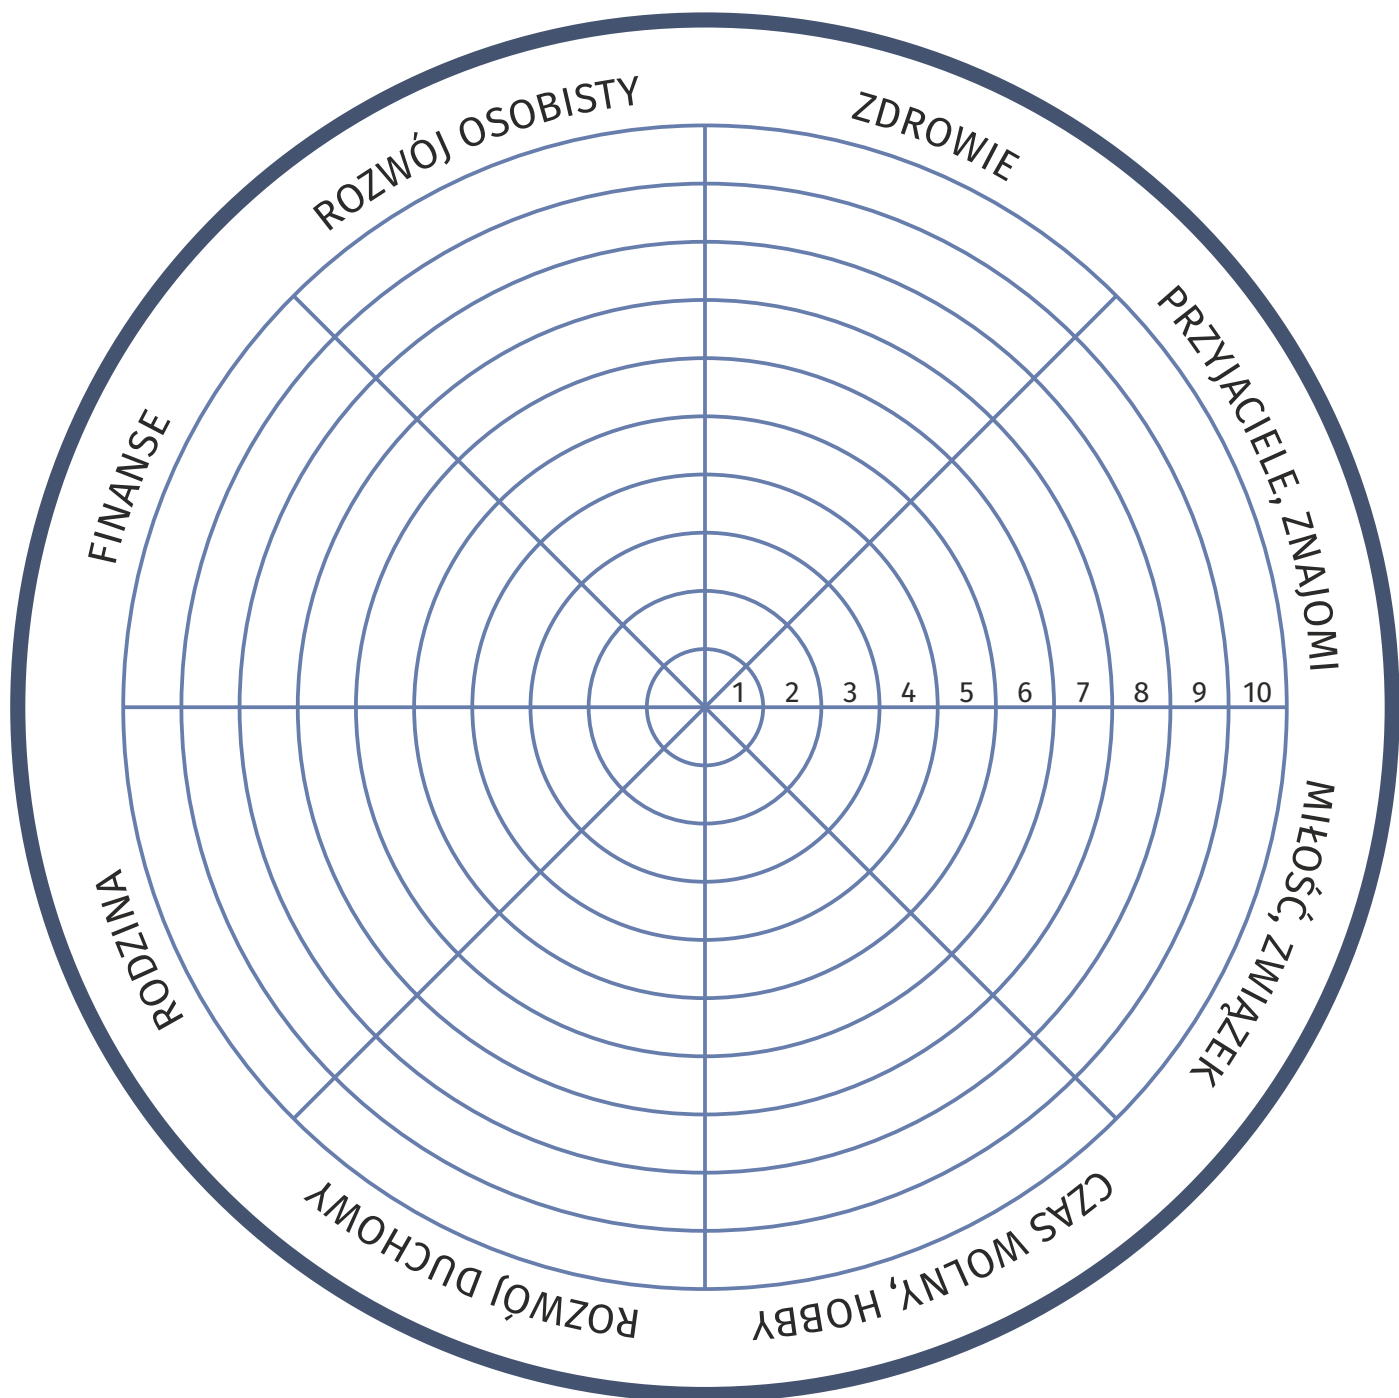 ZDROWIE
PRZYJACIELE, ZNAJOMI
MIŁOŚĆ, ZWIĄZEK
CZAS WOLNY, HOBBY
ROZWÓJ DUCHOWY
RODZINA
FINANSE
ROZWÓJ OSOBISTY
1 2 3 4 5 6 7 8 9 10